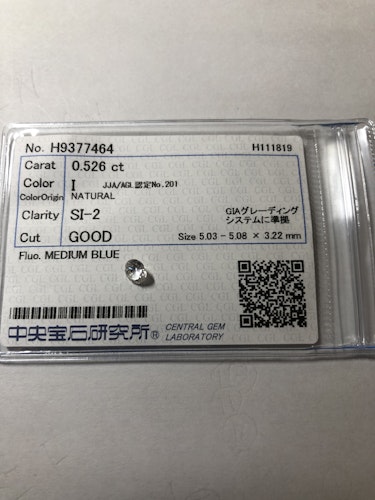 No. H9377464 H111819
Carat 0.526 ct
Color I JJA/AGL認定No.201
ColorOrigin NATURAL
Clarity SI-2 GIAグレーディング
システムに準拠
Cut GOOD Size 5.03 - 5.08 × 3.22 mm
Fluo. MEDIUM BLUE
中央宝石研究所® CENTRAL GEM
LABORATORY